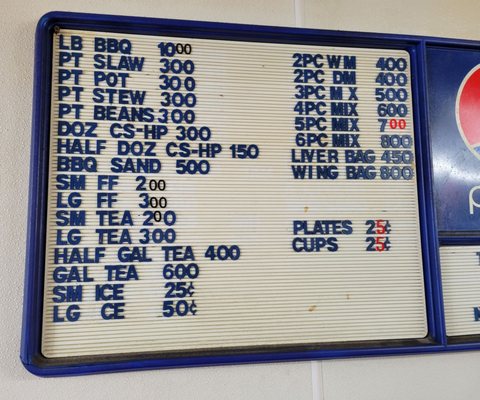 LB BBQ 1000
PT SLAW 300
PT POT 300
PT STEW 300
PT BEANS 300
DOZ CS-HP 300
HALF DOZ CS-HP 150
BBQ SAND 500
SM FF 200
LG FF 300
SM TEA 200
LG TEA 300
HALF GAL TEA 400
GAL TEA 600
SM ICE 25¢
LG CE 50¢
2PC WM 400
2PC DM 400
3PC MX 500
4PC MIX 600
5PC MIX 700
6PC MIX 800
LIVER BAG 450
WING BAG 800
PLATES 25¢
CUPS 25¢